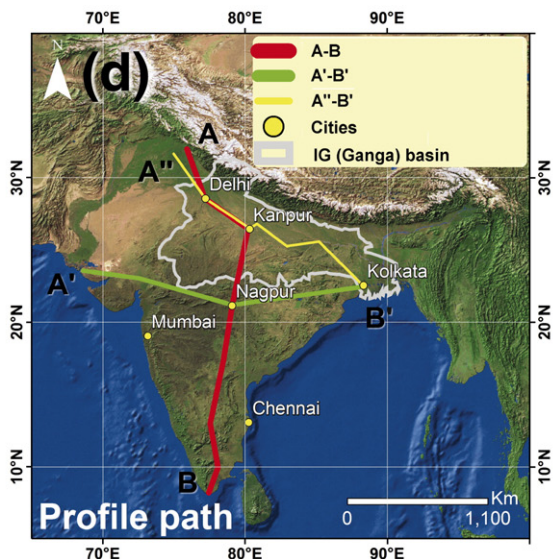 70°E 80°E 90°E
N
(d)
A-B
A'-B'
A''-B'
Cities
IG (Ganga) basin
A
A''
30°N 30°N
Delhi
Kanpur
Kolkata
A'
Nagpur
B'
20°N 20°N
Mumbai
Chennai
10°N 10°N
B
Km
Profile path
0 1,100
70°E 80°E 90°E